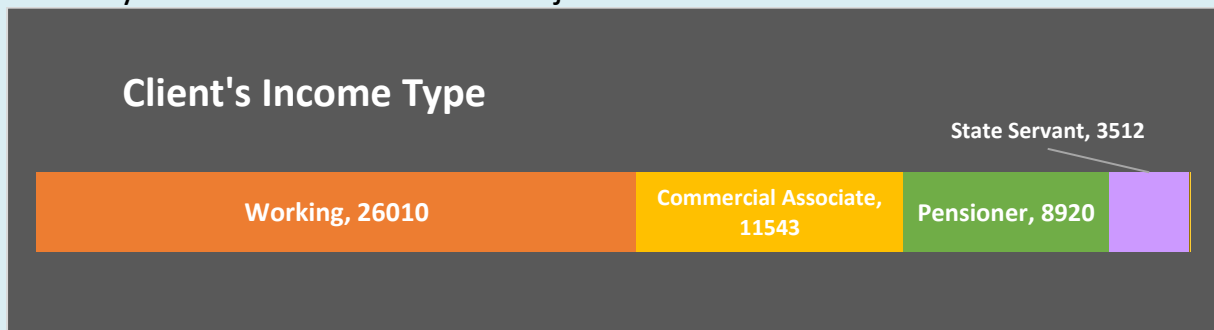 Client's Income Type
State Servant, 3512
Working, 26010
Commercial Associate,
11543
Pensioner, 8920